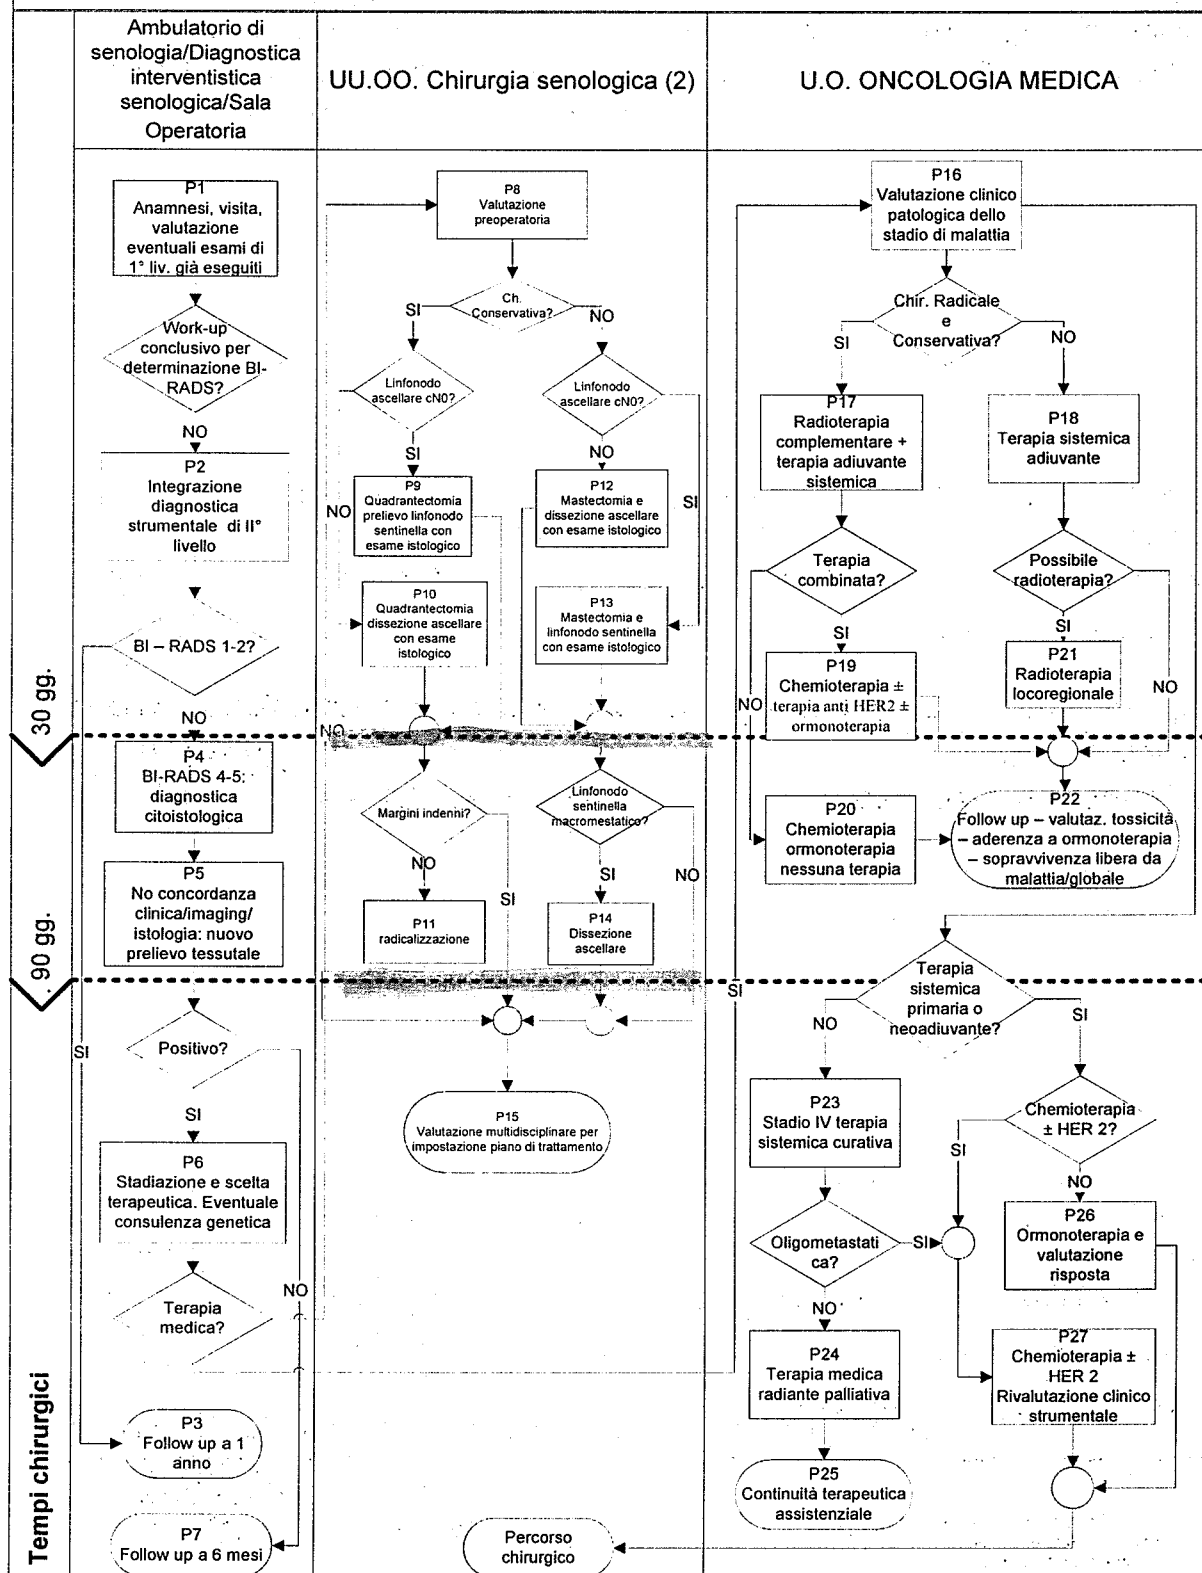 Ambulatorio di
senologia/Diagnostica
interventistica
senologica/Sala
Operatoria
UU.OO. Chirurgia senologica (2)
U.O. ONCOLOGIA MEDICA
30 gg.
90 gg.
Tempi chirurgici
P1
Anamnesi, visita,
valutazione
eventuali esami di
1° liv. già eseguiti
Work-up
conclusivo per
determinazione BI-
RADS?
NO
P2
Integrazione
diagnostica
strumentale di II°
livello
BI – RADS 1-2?
NO
P4
BI-RADS 4-5:
diagnostica
citoistologica
P5
No concordanza
clinica/imaging/
istologia: nuovo
prelievo tessutale
SI
Positivo?
SI
P6
Stadiazione e scelta
terapeutica. Eventuale
consulenza genetica
NO
Terapia
medica?
P3
Follow up a 1
anno
P7
Follow up a 6 mesi
P8
Valutazione
preoperatoria
SI
Ch.
Conservativa?
NO
Linfonodo
ascellare cN0?
Linfonodo
ascellare cN0?
SI
NO
P9
Quadrantectomia
prelievo linfonodo
sentinella con
esame istologico
NO
P12
Mastectomia e
dissezione ascellare
con esame istologico
SI
P10
Quadrantectomia
dissezione ascellare
con esame
istologico
P13
Mastectomia e
linfonodo sentinella
con esame istologico
NO
Margini indenni?
Linfonodo
sentinella
macromestatico?
NO
SI
SI
NO
P11
radicalizzazione
P14
Dissezione
ascellare
P15
Valutazione multidisciplinare per
impostazione piano di trattamento
Percorso
chirurgico
P16
Valutazione clinico
patologica dello
stadio di malattia
Chir. Radicale
e
Conservativa?
SI
NO
P17
Radioterapia
complementare +
terapia adiuvante
sistemica
P18
Terapia sistemica
adiuvante
Terapia
combinata?
Possibile
radioterapia?
SI
SI
NO
P19
Chemioterapia ±
terapia anti HER2 ±
ormonoterapia
P21
Radioterapia
locoregionale
NO
P20
Chemioterapia
ormonoterapia
nessuna terapia
P22
Follow up – valutaz. tossicità
– aderenza a ormonoterapia
– sopravvivenza libera da
malattia/globale
SI
Terapia
sistemica
primaria o
neoadiuvante?
NO
SI
P23
Stadio IV terapia
sistemica curativa
Chemioterapia
± HER 2?
SI
NO
Oligometastati
ca?
SI
P26
Ormonoterapia e
valutazione
risposta
NO
P24
Terapia medica
radiante palliativa
P27
Chemioterapia ±
HER 2
Rivalutazione clinico
strumentale
P25
Continuità terapeutica
assistenziale